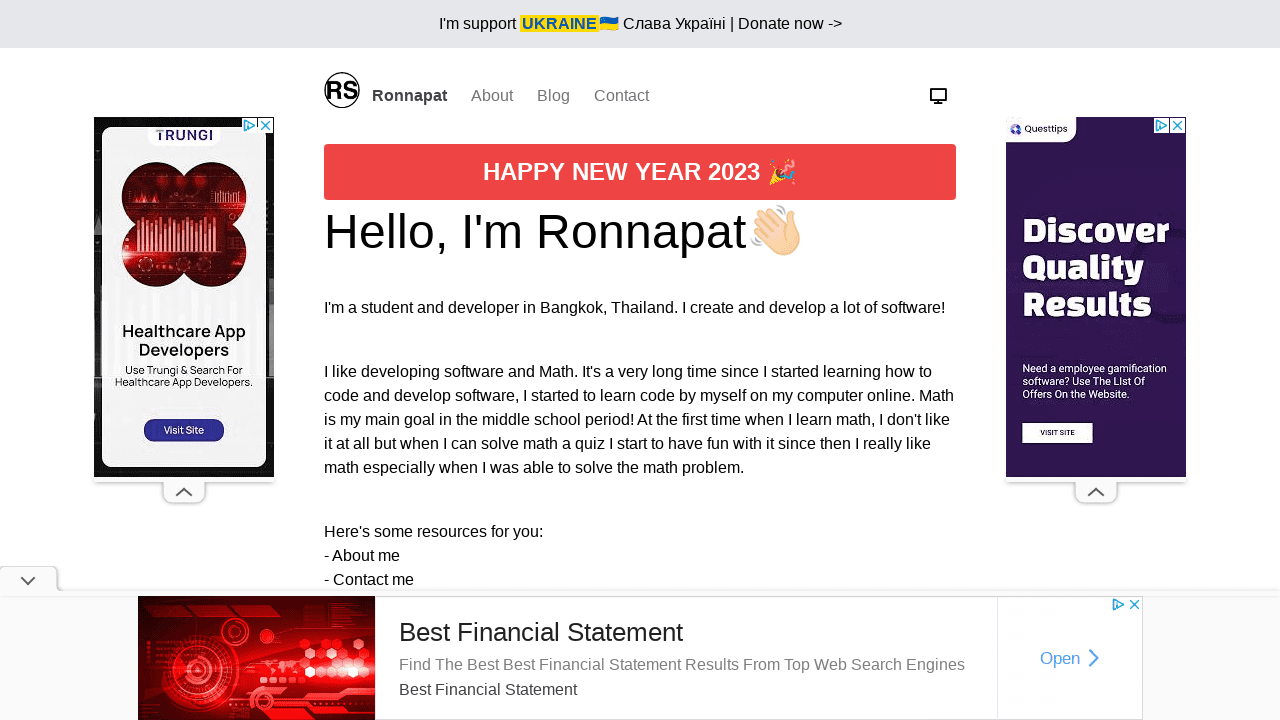 I'm support UKRAINE🇺🇦 Слава Україні | Donate now ->
RS Ronnapat About Blog Contact
TRUNGI
Healthcare App
Developers
Use Trungi & Search For
Healthcare App Developers.
Visit Site
HAPPY NEW YEAR 2023 🎉
Hello, I'm Ronnapat👋🏻
I'm a student and developer in Bangkok, Thailand. I create and develop a lot of software!
I like developing software and Math. It's a very long time since I started learning how to
code and develop software, I started to learn code by myself on my computer online. Math
is my main goal in the middle school period! At the first time when I learn math, I don't like
it at all but when I can solve math a quiz I start to have fun with it since then I really like
math especially when I was able to solve the math problem.
Here's some resources for you:
- About me
- Contact me
Questtips
Discover
Quality
Results
Need a employee gamification
software? Use The LIst Of
Offers On the Website.
VISIT SITE
Best Financial Statement
Find The Best Best Financial Statement Results From Top Web Search Engines
Best Financial Statement
Open